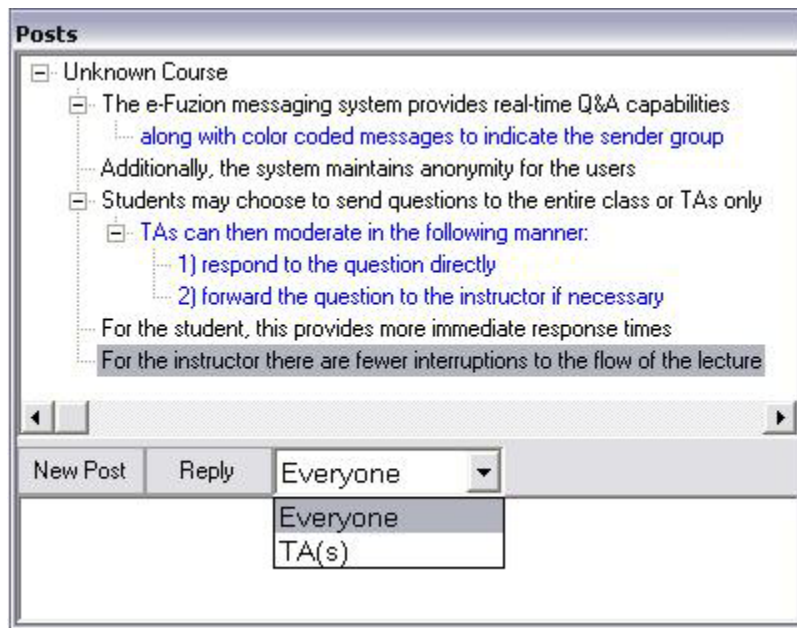 Posts
Unknown Course
The e-Fuzion messaging system provides real-time Q&A capabilities
along with color coded messages to indicate the sender group
Additionally, the system maintains anonymity for the users
Students may choose to send questions to the entire class or TAs only
TAs can then moderate in the following manner:
1) respond to the question directly
2) forward the question to the instructor if necessary
For the student, this provides more immediate response times
For the instructor there are fewer interruptions to the flow of the lecture
New Post Reply Everyone
Everyone
TA(s)